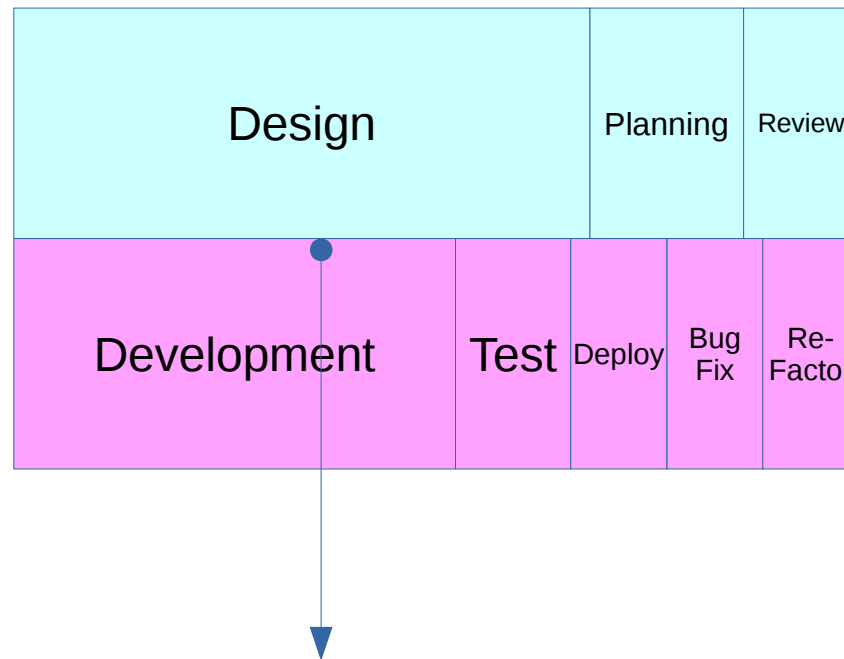 Design Planning Review
Development Test Deploy Bug
Fix Re-
Facto